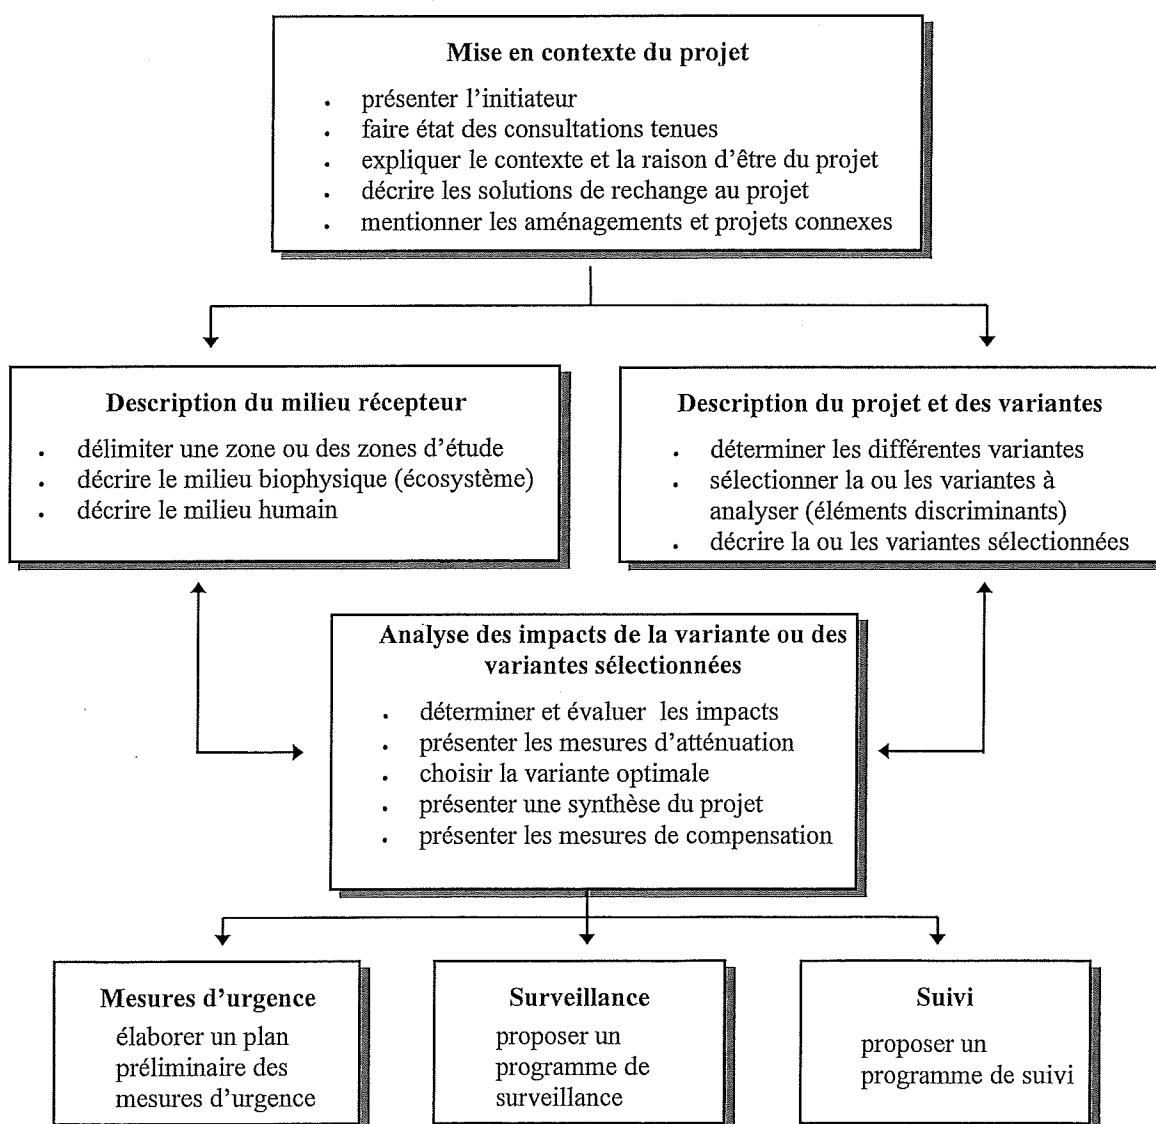 Mise en contexte du projet
. présenter l'initiateur
. faire état des consultations tenues
. expliquer le contexte et la raison d'être du projet
. décrire les solutions de rechange au projet
. mentionner les aménagements et projets connexes
Description du milieu récepteur
. délimiter une zone ou des zones d'étude
. décrire le milieu biophysique (écosystème)
. décrire le milieu humain
Description du projet et des variantes
. déterminer les différentes variantes
. sélectionner la ou les variantes à
analyser (éléments discriminants)
. décrire la ou les variantes sélectionnées
Analyse des impacts de la variante ou des
variantes sélectionnées
. déterminer et évaluer les impacts
. présenter les mesures d'atténuation
. choisir la variante optimale
. présenter une synthèse du projet
. présenter les mesures de compensation
Mesures d'urgence
élaborer un plan
préliminaire des
mesures d'urgence
Surveillance
proposer un
programme de
surveillance
Suivi
proposer un
programme de suivi